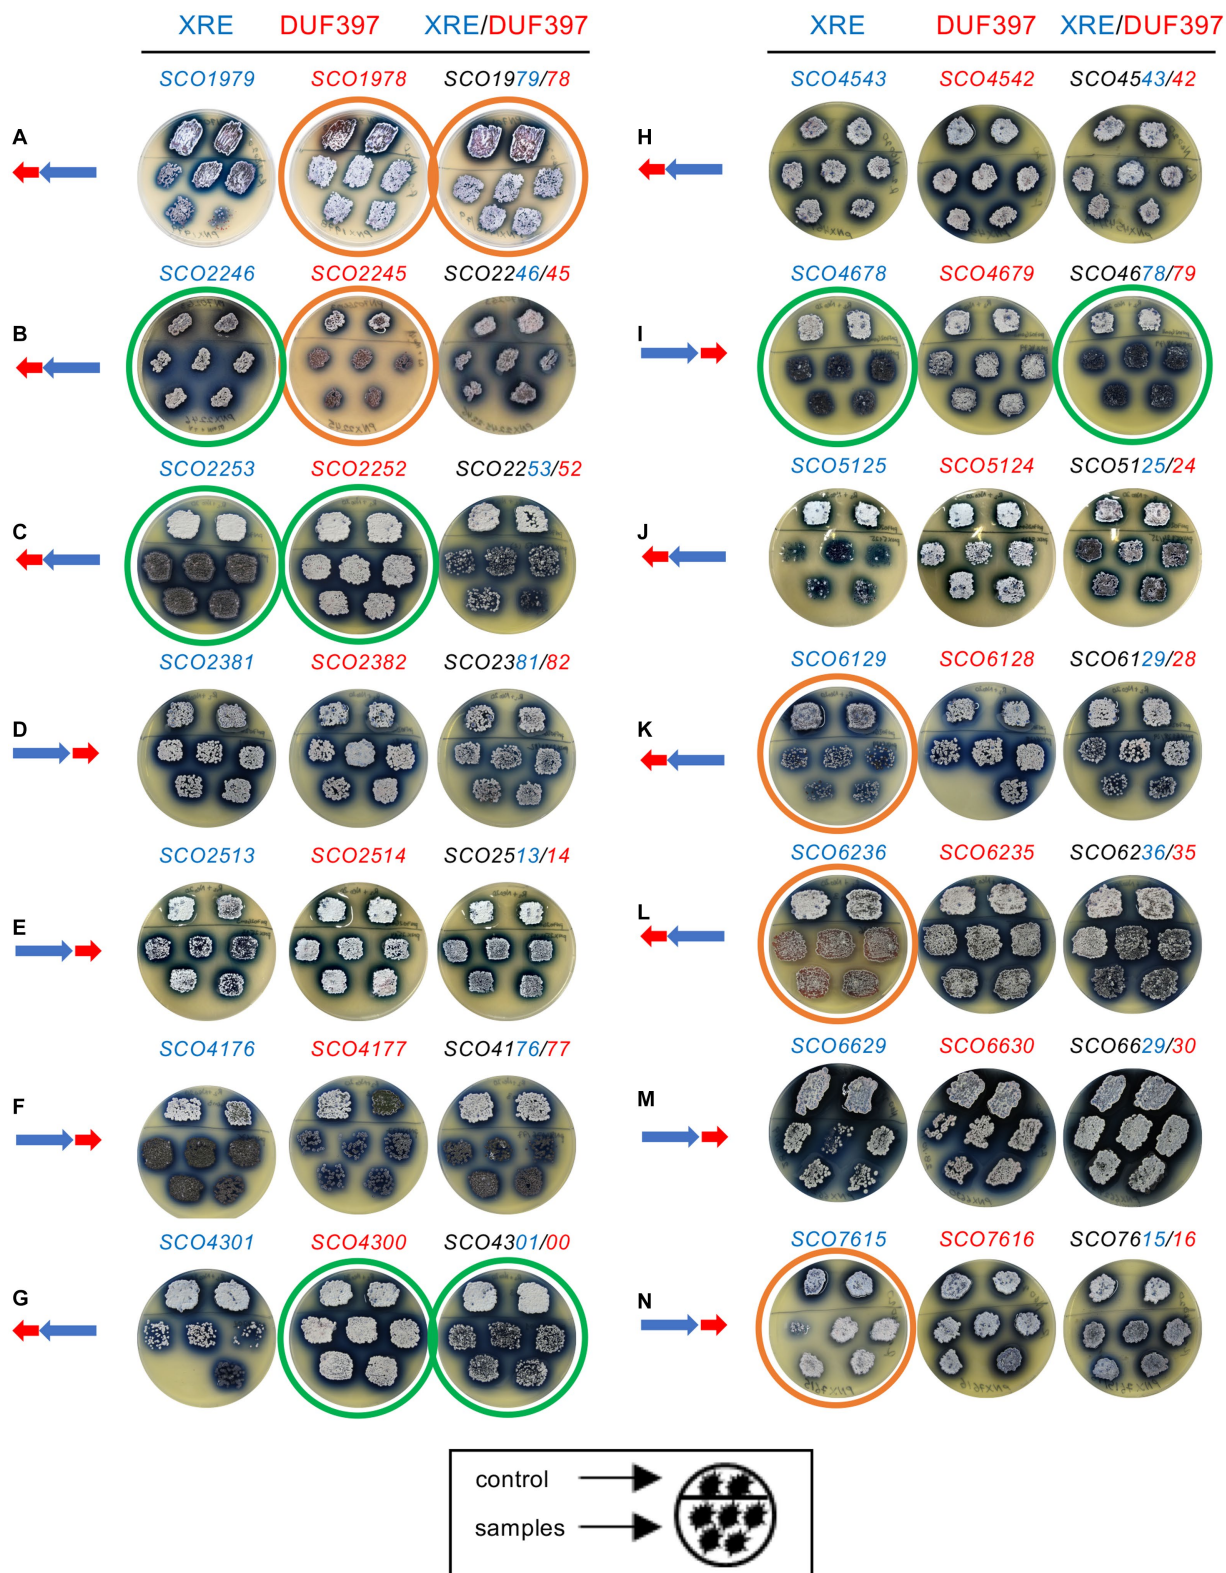 XRE DUF397 XRE/DUF397
XRE DUF397 XRE/DUF397
SCO1979 SCO1978 SCO1979/78
A
SCO2246 SCO2245 SCO2246/45
B
SCO2253 SCO2252 SCO2253/52
C
SCO2381 SCO2382 SCO2381/82
D
SCO2513 SCO2514 SCO2513/14
E
SCO4176 SCO4177 SCO4176/77
F
SCO4301 SCO4300 SCO4301/00
G
SCO4543 SCO4542 SCO4543/42
H
SCO4678 SCO4679 SCO4678/79
I
SCO5125 SCO5124 SCO5125/24
J
SCO6129 SCO6128 SCO6129/28
K
SCO6236 SCO6235 SCO6236/35
L
SCO6629 SCO6630 SCO6629/30
M
SCO7615 SCO7616 SCO7615/16
N
control
samples